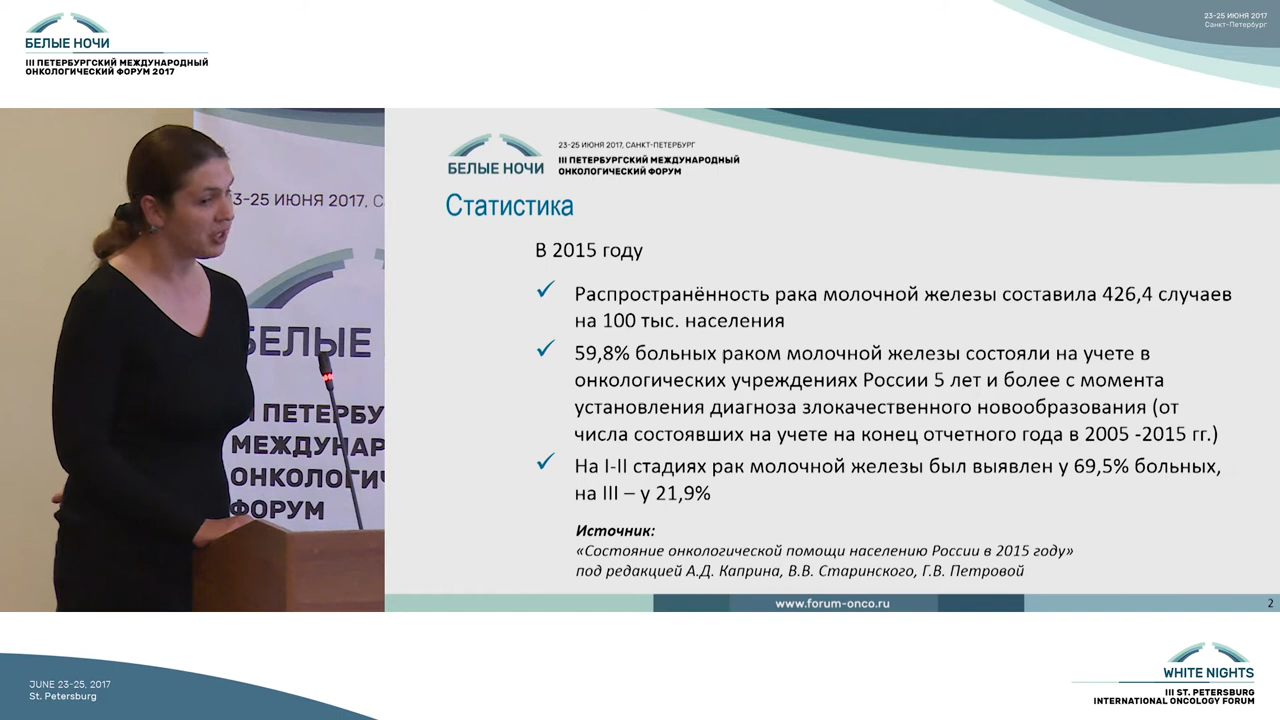 БЕЛЫЕ НОЧИ
III ПЕТЕРБУРГСКИЙ МЕЖДУНАРОДНЫЙ
ОНКОЛОГИЧЕСКИЙ ФОРУМ 2017
23-25 ИЮНЯ 2017
Санкт-Петербург
3-25 ИЮНЯ 2017, С
БЕЛЫЕ
III ПЕТЕРБУ
МЕЖДУНАР
ОНКОЛОГИЧ
ФОРУМ
БЕЛЫЕ НОЧИ
23-25 ИЮНЯ 2017, САНКТ-ПЕТЕРБУРГ
III ПЕТЕРБУРГСКИЙ МЕЖДУНАРОДНЫЙ
ОНКОЛОГИЧЕСКИЙ ФОРУМ
Статистика
В 2015 году
✓ Распространённость рака молочной железы составила 426,4 случаев
на 100 тыс. населения
✓ 59,8% больных раком молочной железы состояли на учете в
онкологических учреждениях России 5 лет и более с момента
установления диагноза злокачественного новообразования (от
числа состоявших на учете на конец отчетного года в 2005 -2015 гг.)
✓ На I-II стадиях рак молочной железы был выявлен у 69,5% больных,
на III – у 21,9%
Источник:
«Состояние онкологической помощи населению России в 2015 году»
под редакцией А.Д. Каприна, В.В. Старинского, Г.В. Петровой
www.forum-onco.ru
2
JUNE 23-25, 2017
St. Petersburg
WHITE NIGHTS
III ST. PETERSBURG
INTERNATIONAL ONCOLOGY FORUM